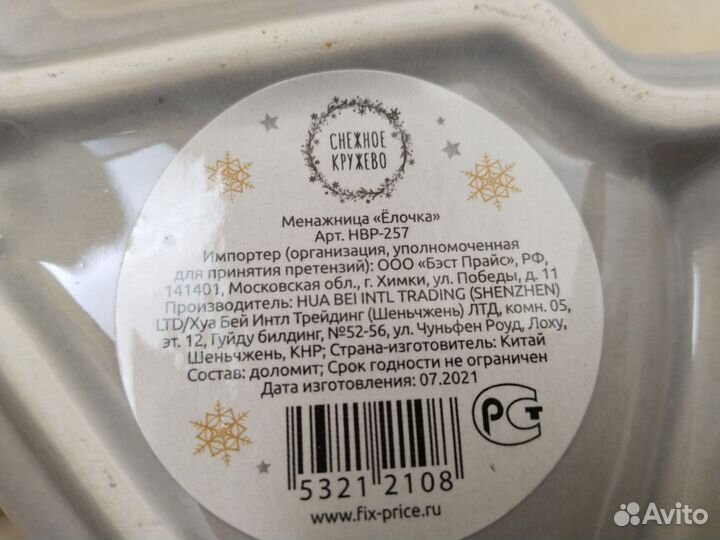 СНЕЖНОЕ
КРУЖЕВО
Менажница «Ёлочка»
Арт. НВР-257
Импортер (организация, уполномоченная
для принятия претензий): ООО «Бэст Прайс», РФ,
141401, Московская обл., г. Химки, ул. Победы, д. 11
Производитель: HUA BEI INTL TRADING (SHENZHEN)
LTD/Хуа Бей Интл Трейдинг (Шеньчжень) ЛТД, комн. 05,
эт. 12, Гуйду билдинг, №52-56, ул. Чуньфен Роуд, Лоху,
Шеньчжень, КНР; Страна-изготовитель: Китай
Состав: доломит; Срок годности не ограничен
Дата изготовления: 07.2021
РСТ
5321 2108
www.fix-price.ru
Avito